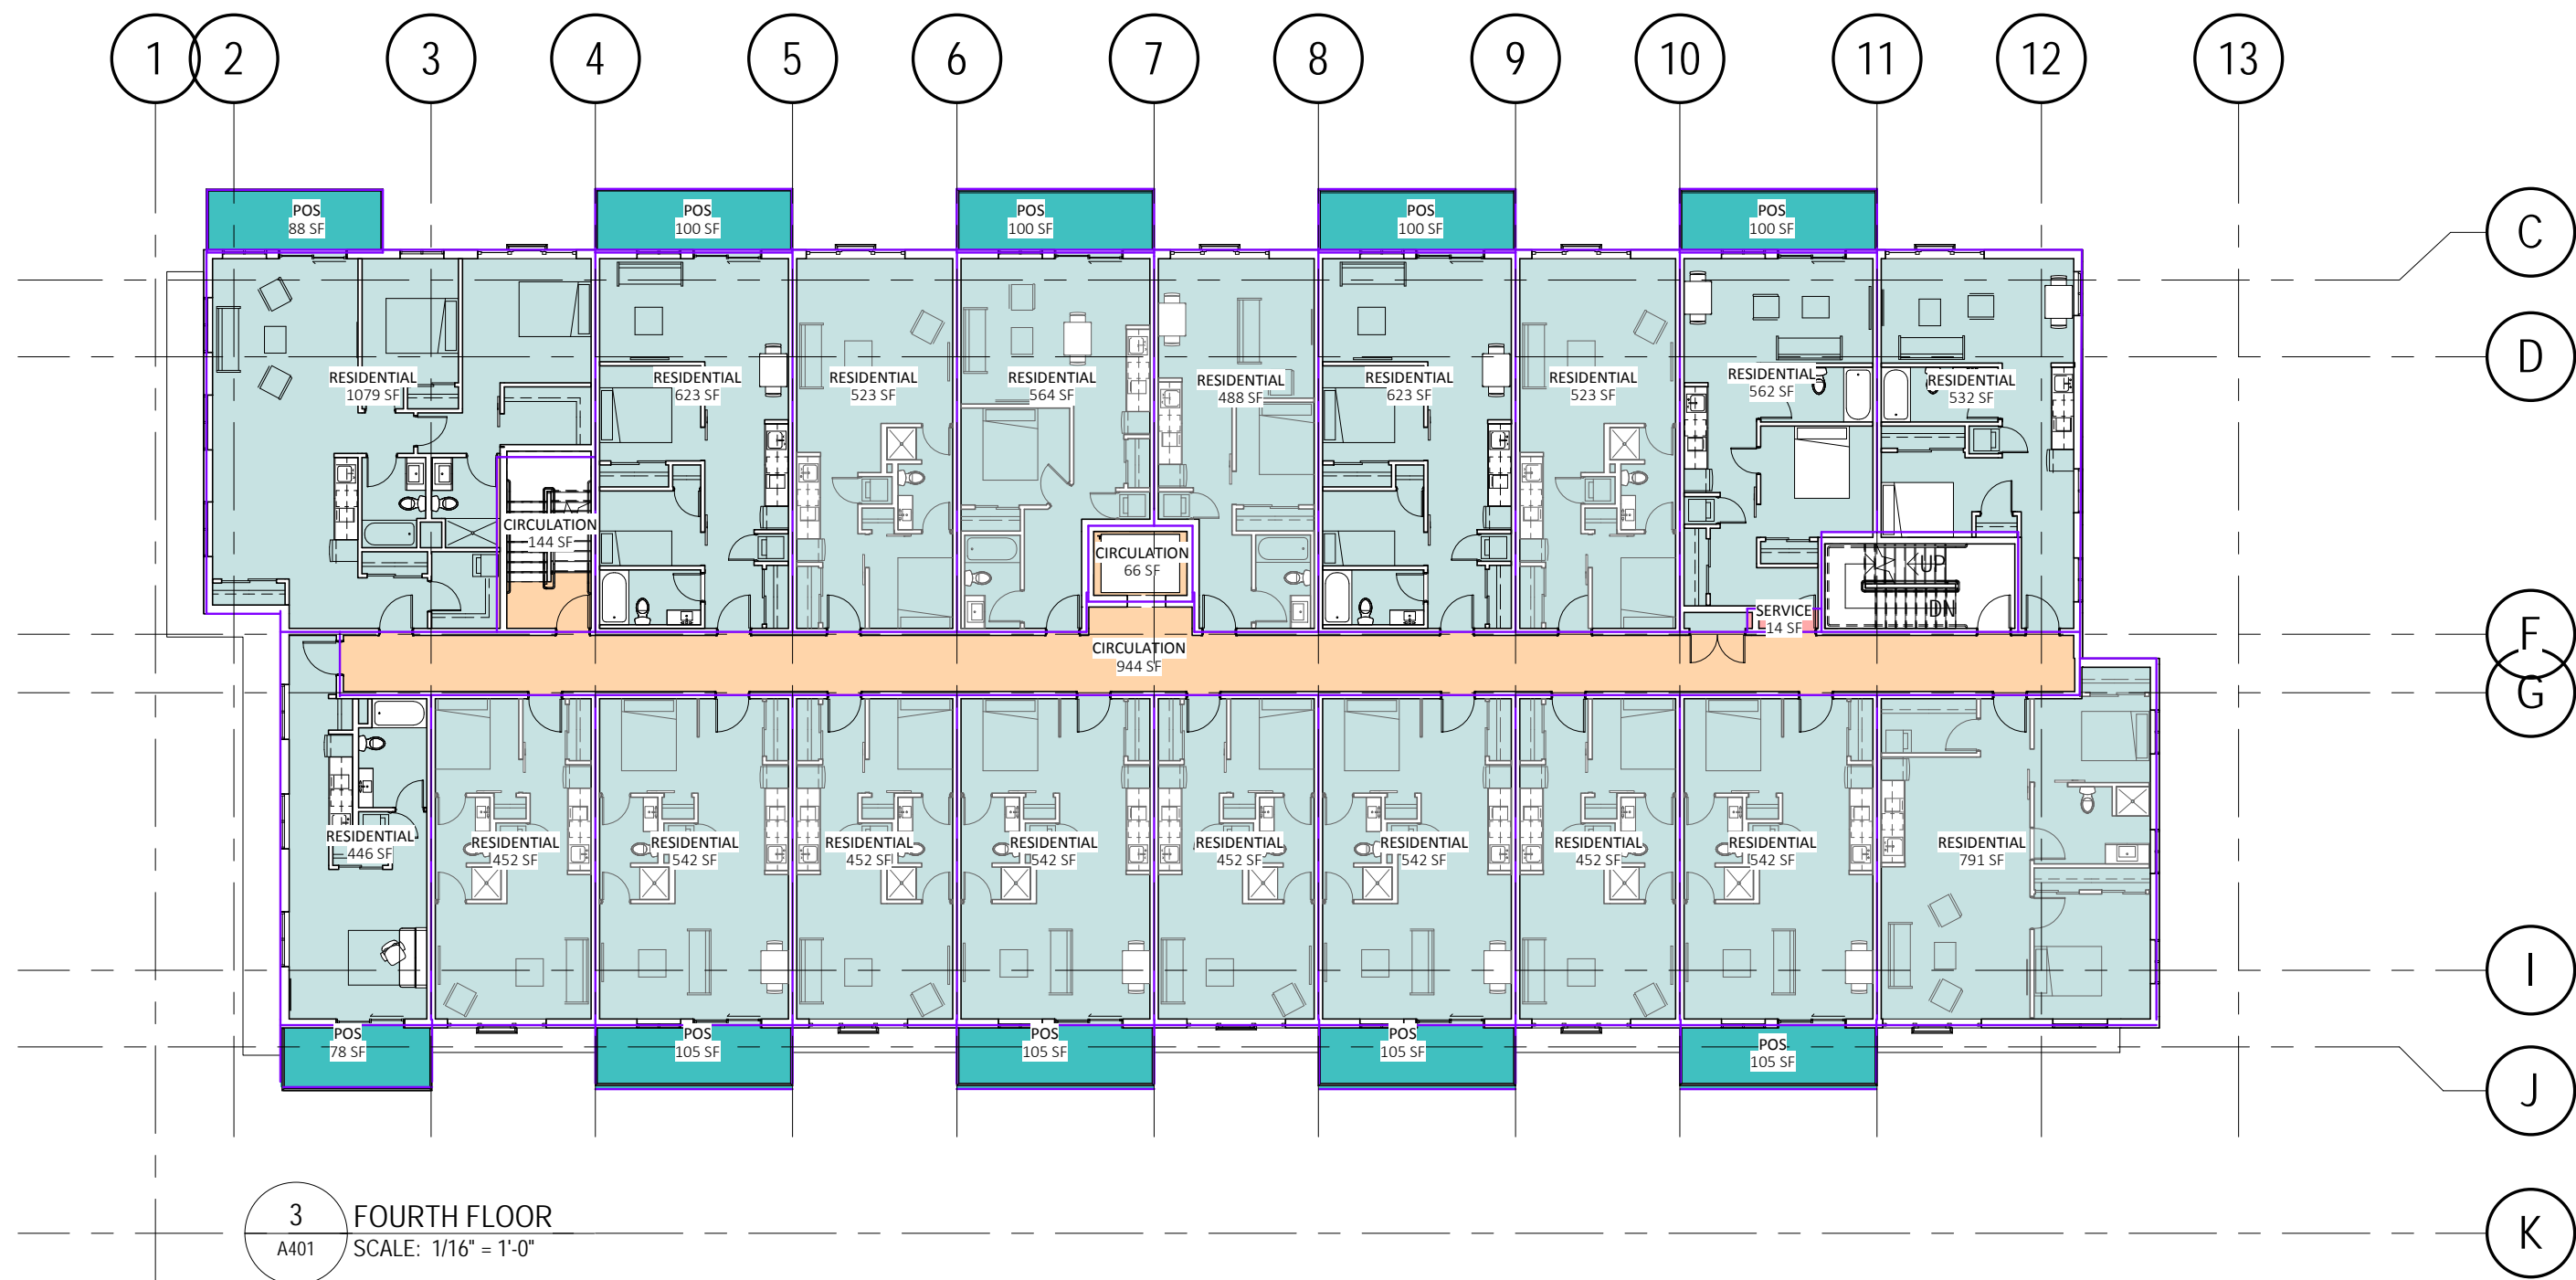 1
2
3
4
5
6
7
8
9
10
11
12
13
POS
88 SF
POS
100 SF
POS
100 SF
POS
100 SF
POS
100 SF
C
D
RESIDENTIAL
1079 SF
RESIDENTIAL
623 SF
RESIDENTIAL
523 SF
RESIDENTIAL
564 SF
RESIDENTIAL
488 SF
RESIDENTIAL
623 SF
RESIDENTIAL
523 SF
RESIDENTIAL
562 SF
RESIDENTIAL
532 SF
CIRCULATION
144 SF
CIRCULATION
66 SF
UP
DN
SERVICE
14 SF
F
CIRCULATION
944 SF
G
RESIDENTIAL
446 SF
RESIDENTIAL
452 SF
RESIDENTIAL
542 SF
RESIDENTIAL
452 SF
RESIDENTIAL
542 SF
RESIDENTIAL
452 SF
RESIDENTIAL
542 SF
RESIDENTIAL
452 SF
RESIDENTIAL
542 SF
RESIDENTIAL
791 SF
I
POS
78 SF
POS
105 SF
POS
105 SF
POS
105 SF
POS
105 SF
J
3
FOURTH FLOOR
A401
SCALE: 1/16" = 1'-0"
K